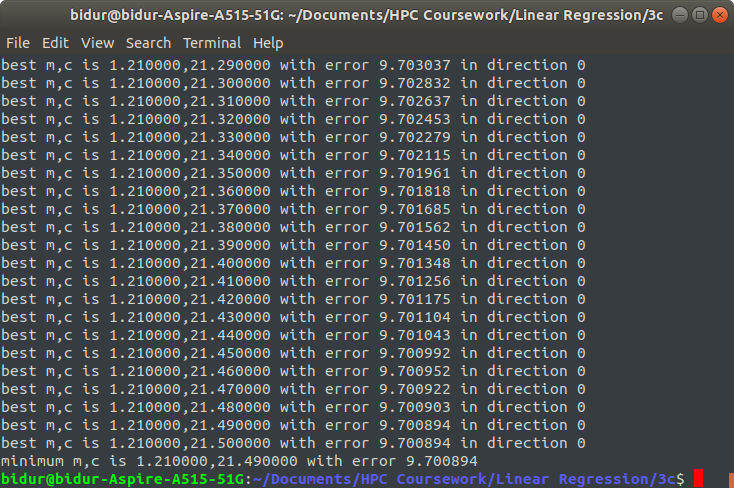 bidur@bidur-Aspire-A515-51G: ~/Documents/HPC Coursework/Linear Regression/3c
File Edit View Search Terminal Help
best m,c is 1.210000,21.290000 with error 9.703037 in direction 0
best m,c is 1.210000,21.300000 with error 9.702832 in direction 0
best m,c is 1.210000,21.310000 with error 9.702637 in direction 0
best m,c is 1.210000,21.320000 with error 9.702453 in direction 0
best m,c is 1.210000,21.330000 with error 9.702279 in direction 0
best m,c is 1.210000,21.340000 with error 9.702115 in direction 0
best m,c is 1.210000,21.350000 with error 9.701961 in direction 0
best m,c is 1.210000,21.360000 with error 9.701818 in direction 0
best m,c is 1.210000,21.370000 with error 9.701685 in direction 0
best m,c is 1.210000,21.380000 with error 9.701562 in direction 0
best m,c is 1.210000,21.390000 with error 9.701450 in direction 0
best m,c is 1.210000,21.400000 with error 9.701348 in direction 0
best m,c is 1.210000,21.410000 with error 9.701256 in direction 0
best m,c is 1.210000,21.420000 with error 9.701175 in direction 0
best m,c is 1.210000,21.430000 with error 9.701104 in direction 0
best m,c is 1.210000,21.440000 with error 9.701043 in direction 0
best m,c is 1.210000,21.450000 with error 9.700992 in direction 0
best m,c is 1.210000,21.460000 with error 9.700952 in direction 0
best m,c is 1.210000,21.470000 with error 9.700922 in direction 0
best m,c is 1.210000,21.480000 with error 9.700903 in direction 0
best m,c is 1.210000,21.490000 with error 9.700894 in direction 0
best m,c is 1.210000,21.500000 with error 9.700894 in direction 0
minimum m,c is 1.210000,21.490000 with error 9.700894
bidur@bidur-Aspire-A515-51G:~/Documents/HPC Coursework/Linear Regression/3c$